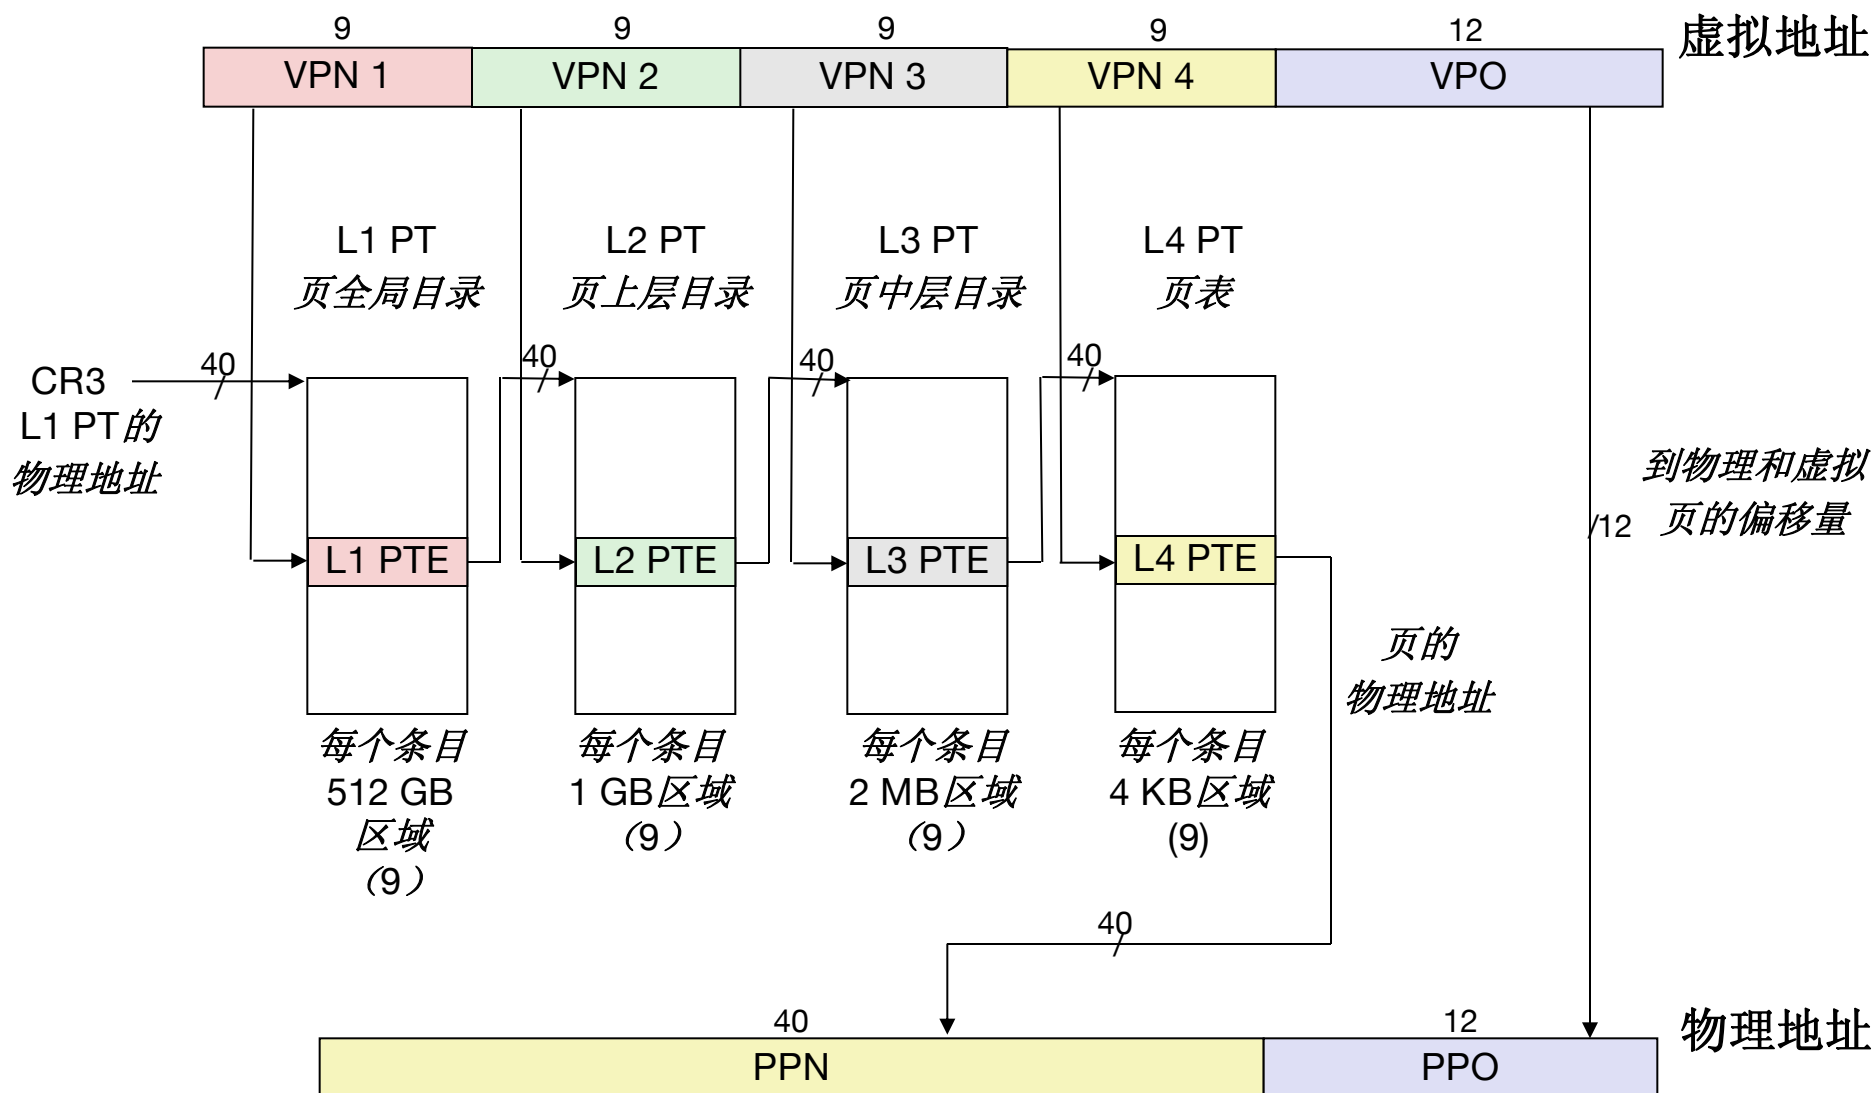 9 9 9 9 12
虚拟地址
VPN 1 VPN 2 VPN 3 VPN 4 VPO
L1 PT
页全局目录
L2 PT
页上层目录
L3 PT
页中层目录
L4 PT
页表
40 40 40 40
CR3
L1 PT的
物理地址
到物理和虚拟
页的偏移量
/12
L1 PTE L2 PTE L3 PTE L4 PTE
页的
物理地址
每个条目
512 GB
区域
（9）
每个条目
1 GB区域
（9）
每个条目
2 MB区域
（9）
每个条目
4 KB区域
(9)
40
40 12
物理地址
PPN PPO